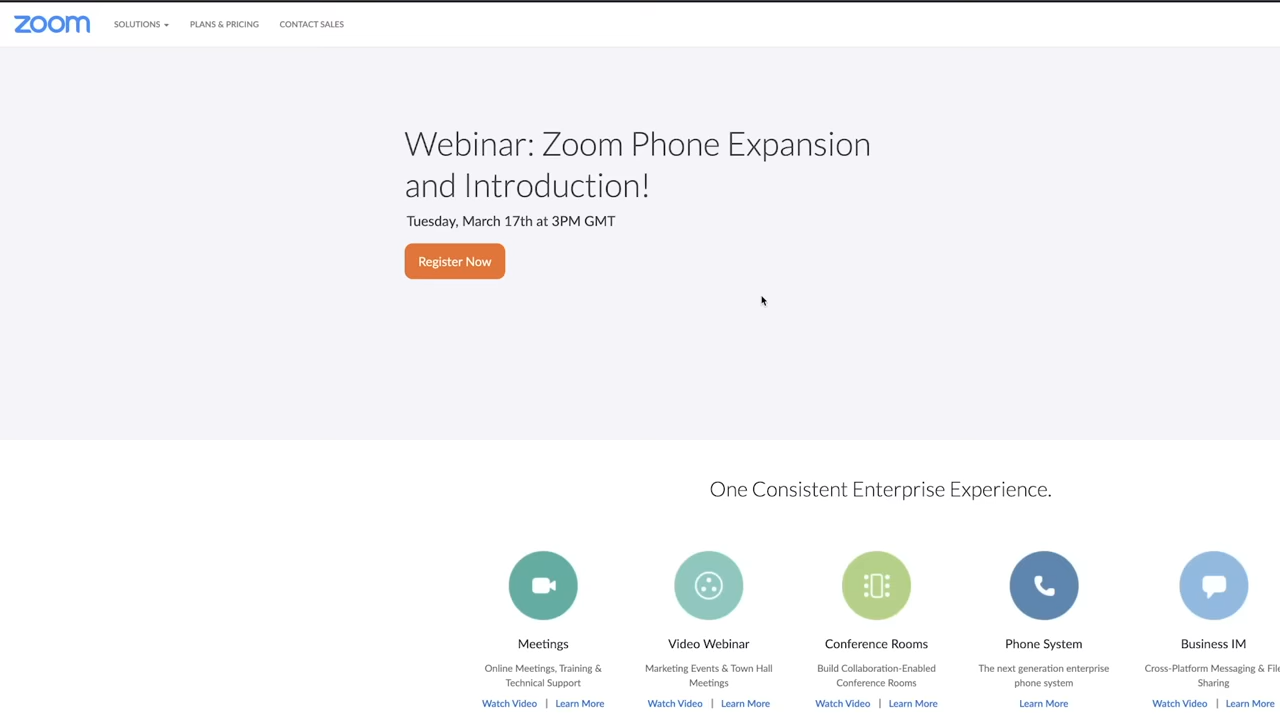 zoom
SOLUTIONS
PLANS & PRICING
CONTACT SALES
Webinar: Zoom Phone Expansion
and Introduction!
Tuesday, March 17th at 3PM GMT
Register Now
One Consistent Enterprise Experience.
Meetings
Online Meetings, Training &
Technical Support
Watch Video | Learn More
Video Webinar
Marketing Events & Town Hall
Meetings
Watch Video | Learn More
Conference Rooms
Build Collaboration-Enabled
Conference Rooms
Watch Video | Learn More
Phone System
The next generation enterprise
phone system
Learn More
Business IM
Cross-Platform Messaging & File
Sharing
Watch Video | Learn More